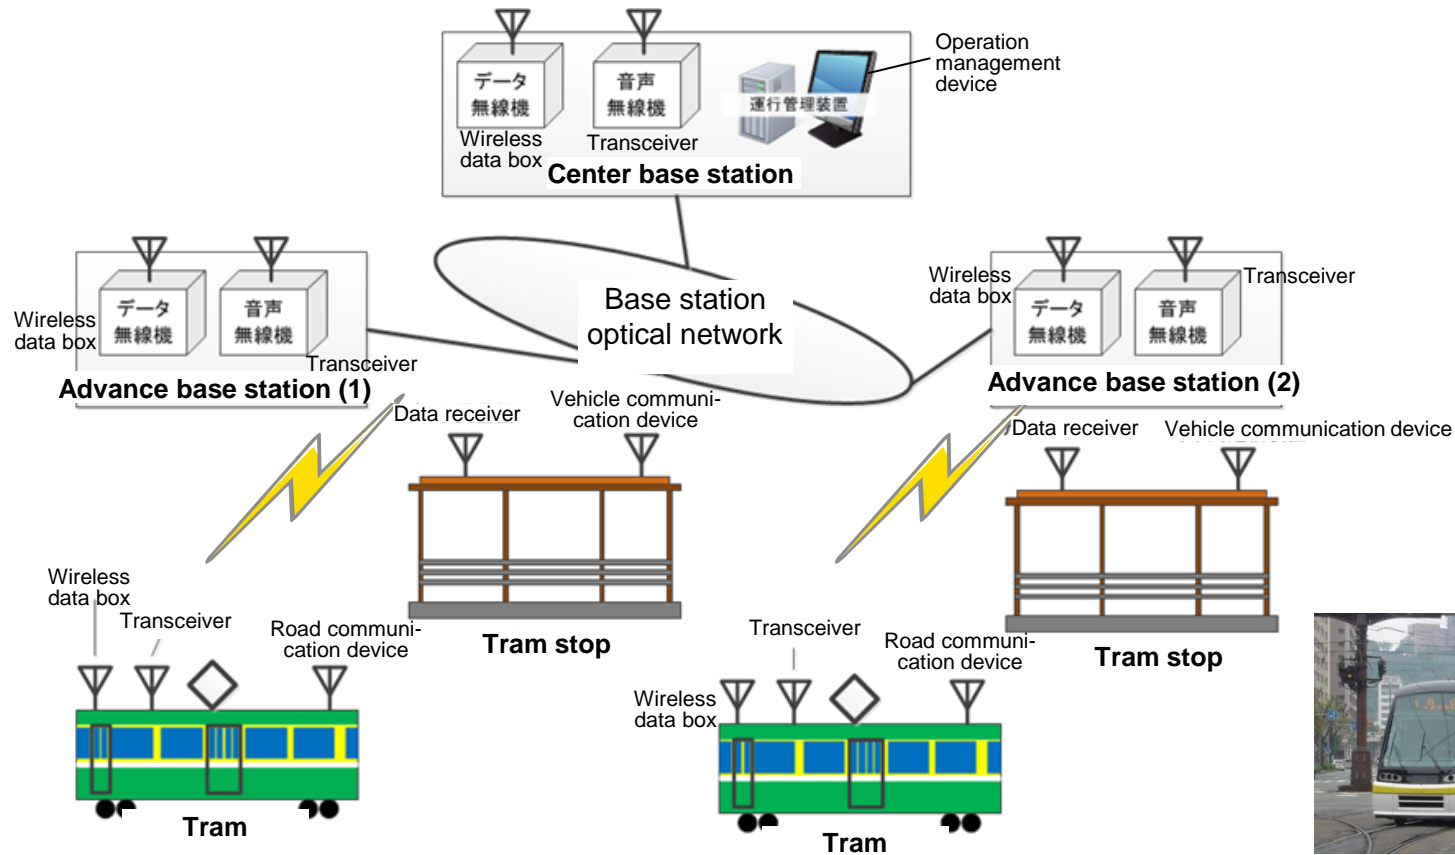 Operation
management
device
データ
無線機
音声
無線機
運行管理装置
Wireless
data box
Transceiver
Center base station
データ
無線機
音声
無線機
Wireless
data box
Transceiver
Advance base station (1)
Base station
optical network
Wireless
data box
データ
無線機
音声
無線機
Transceiver
Advance base station (2)
Data receiver
Vehicle communi-
cation device
Data receiver
Vehicle communication device
Tram stop
Tram stop
Wireless
data box
Transceiver
Road communi-
cation device
Tram
Transceiver
Road communi-
cation device
Wireless
data box
Tram